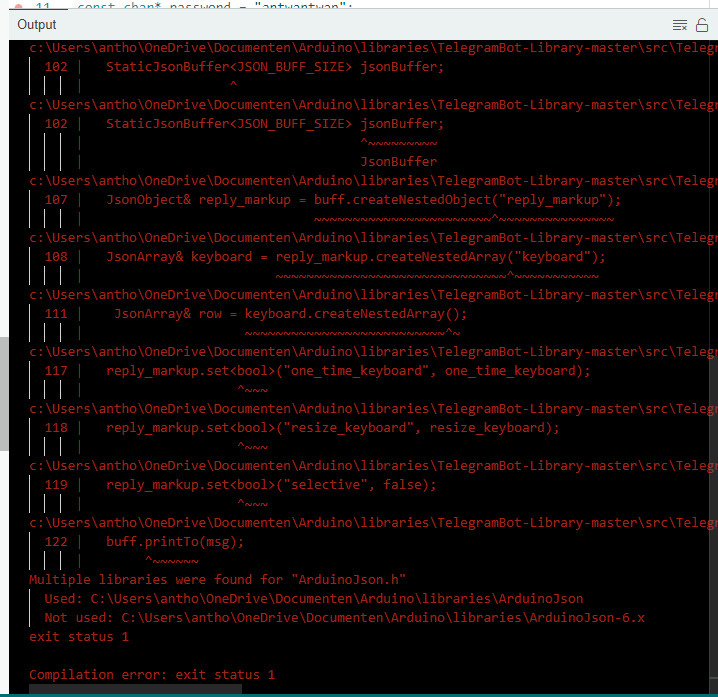 11 const char* password = "antwantwan";
Output
c:\Users\antho\OneDrive\Documenten\Arduino\libraries\TelegramBot-Library-master\src\Telegr
102 | StaticJsonBuffer<JSON_BUFF_SIZE> jsonBuffer;
| ^
c:\Users\antho\OneDrive\Documenten\Arduino\libraries\TelegramBot-Library-master\src\Telegr
102 | StaticJsonBuffer<JSON_BUFF_SIZE> jsonBuffer;
| ^~~~~~~~~~
| JsonBuffer
c:\Users\antho\OneDrive\Documenten\Arduino\libraries\TelegramBot-Library-master\src\Telegr
107 | JsonObject& reply_markup = buff.createNestedObject("reply_markup");
| ~~~~~~~~~~~~~~~~~~~~~~~^~~~~~~~~~~~~~~~
c:\Users\antho\OneDrive\Documenten\Arduino\libraries\TelegramBot-Library-master\src\Telegr
108 | JsonArray& keyboard = reply_markup.createNestedArray("keyboard");
| ~~~~~~~~~~~~~~~~~~~~~~~~~~~~~~^~~~~~~~~~~~
c:\Users\antho\OneDrive\Documenten\Arduino\libraries\TelegramBot-Library-master\src\Telegr
111 | JsonArray& row = keyboard.createNestedArray();
| ~~~~~~~~~~~~~~~~~~~~~~~~~~^~
c:\Users\antho\OneDrive\Documenten\Arduino\libraries\TelegramBot-Library-master\src\Telegr
117 | reply_markup.set<bool>("one_time_keyboard", one_time_keyboard);
| ^~~~
c:\Users\antho\OneDrive\Documenten\Arduino\libraries\TelegramBot-Library-master\src\Telegr
118 | reply_markup.set<bool>("resize_keyboard", resize_keyboard);
| ^~~~
c:\Users\antho\OneDrive\Documenten\Arduino\libraries\TelegramBot-Library-master\src\Telegr
119 | reply_markup.set<bool>("selective", false);
| ^~~~
c:\Users\antho\OneDrive\Documenten\Arduino\libraries\TelegramBot-Library-master\src\Telegr
122 | buff.printTo(msg);
| ^~~~~~~
Multiple libraries were found for "ArduinoJson.h"
Used: C:\Users\antho\OneDrive\Documenten\Arduino\libraries\ArduinoJson
Not used: C:\Users\antho\OneDrive\Documenten\Arduino\libraries\ArduinoJson-6.x
exit status 1
Compilation error: exit status 1